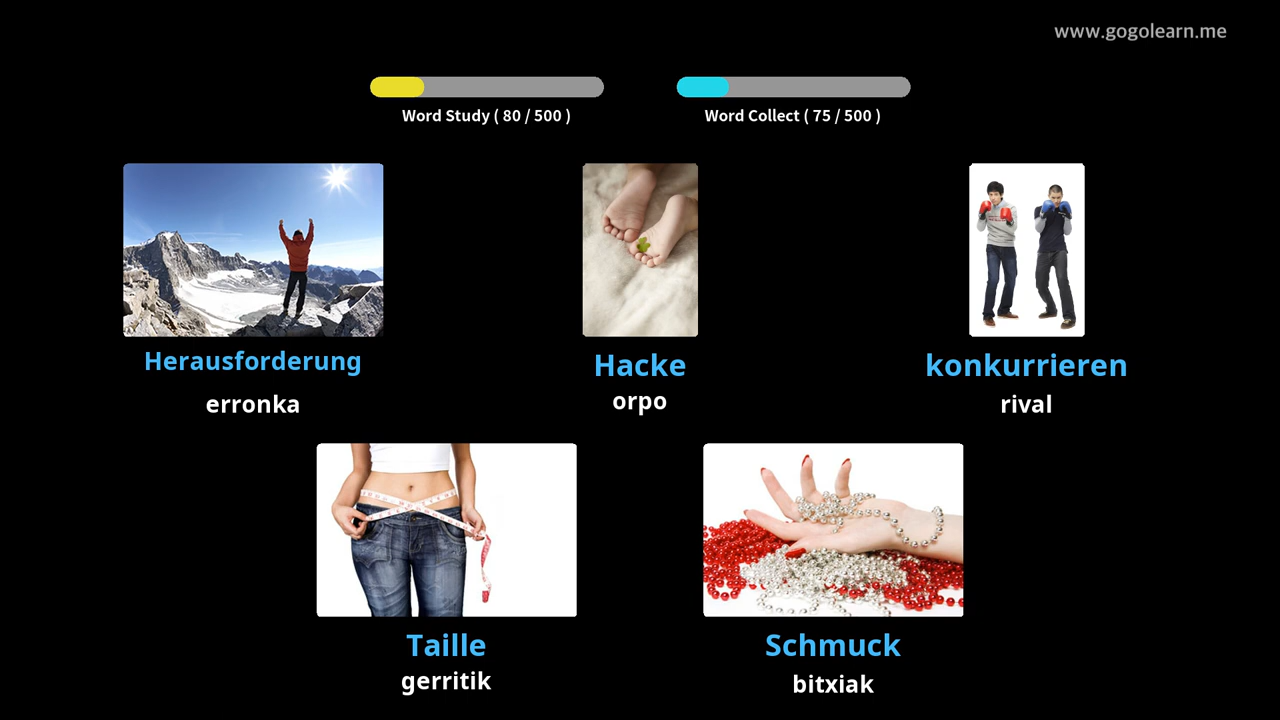 www.gogolearn.me
Word Study ( 80 / 500 )
Word Collect ( 75 / 500 )
Herausforderung
erronka
Hacke
orpo
konkurrieren
rival
Taille
gerritik
Schmuck
bitxiak